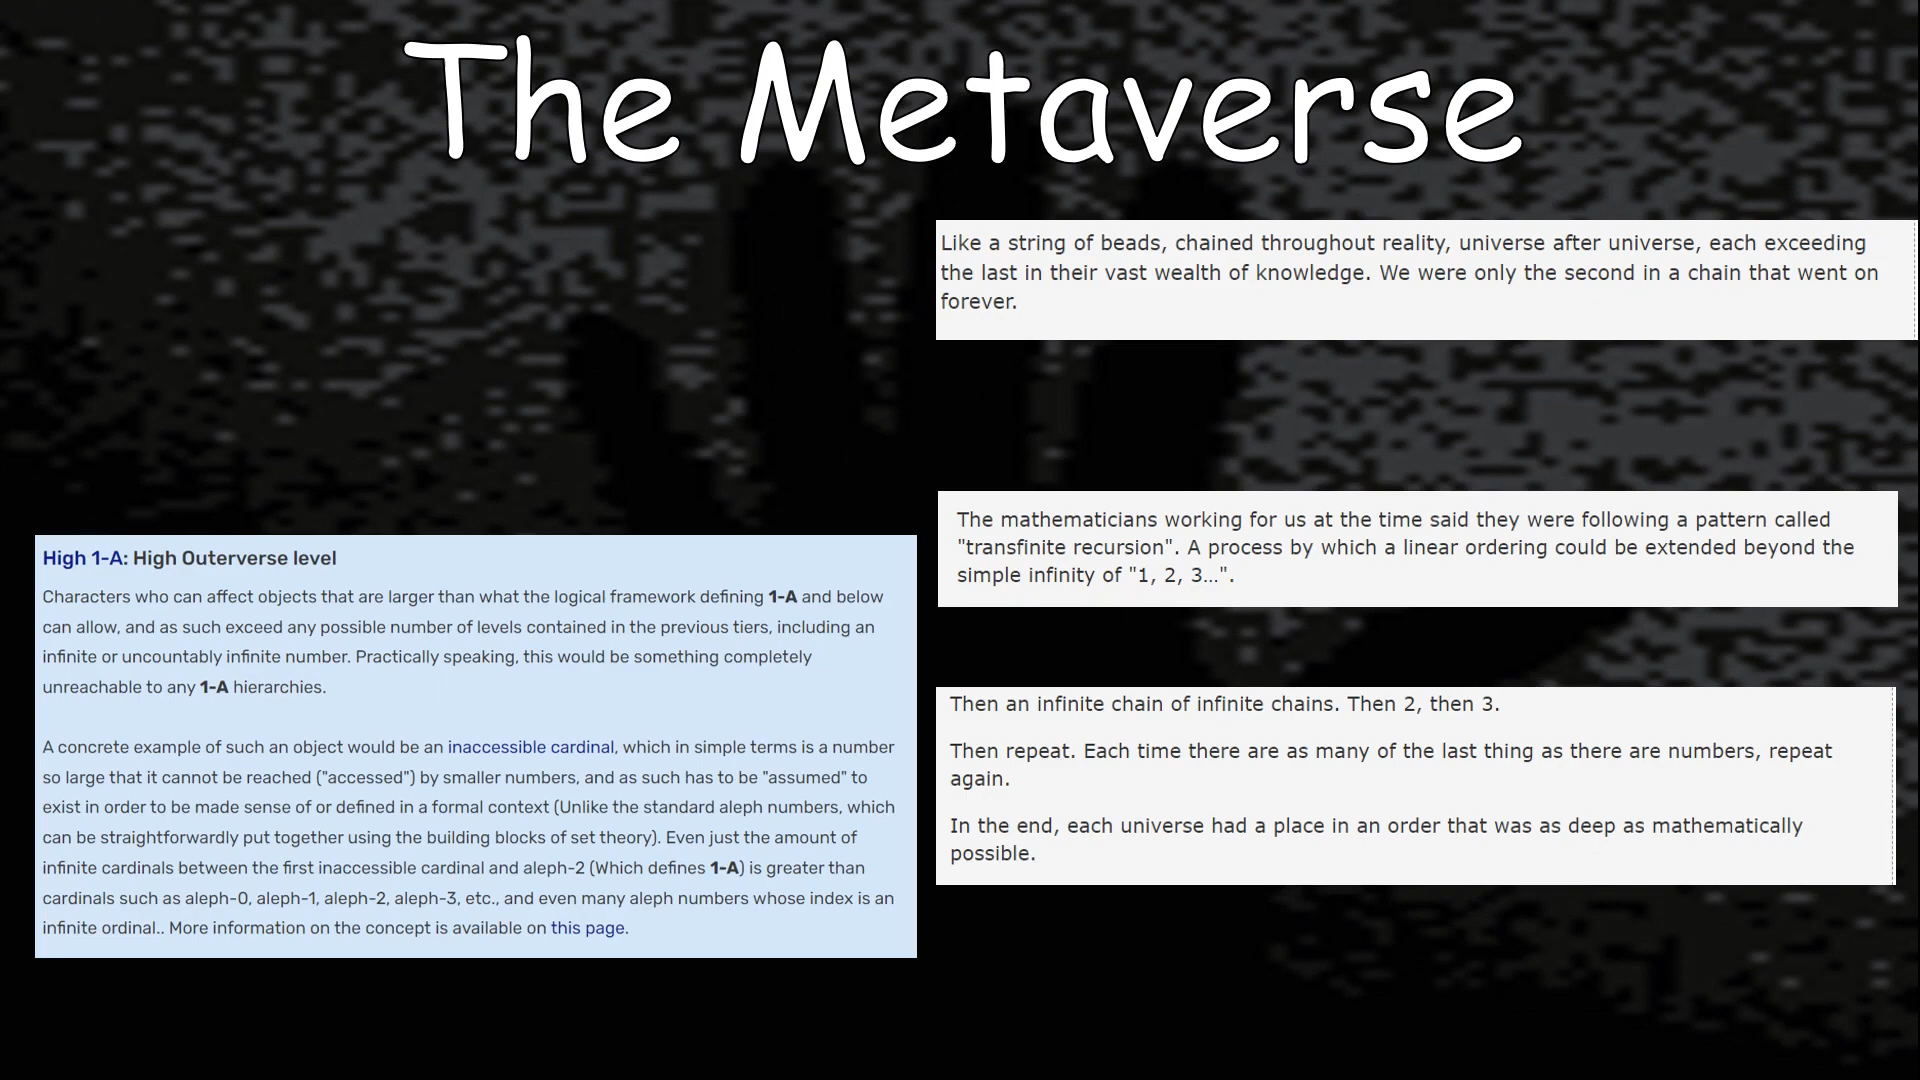 The Metaverse
Like a string of beads, chained throughout reality, universe after universe, each exceeding
the last in their vast wealth of knowledge. We were only the second in a chain that went on
forever.
The mathematicians working for us at the time said they were following a pattern called
"transfinite recursion". A process by which a linear ordering could be extended beyond the
simple infinity of "1, 2, 3...".
Then an infinite chain of infinite chains. Then 2, then 3.
Then repeat. Each time there are as many of the last thing as there are numbers, repeat
again.
In the end, each universe had a place in an order that was as deep as mathematically
possible.
High 1-A: High Outerverse level
Characters who can affect objects that are larger than what the logical framework defining 1-A and below
can allow, and as such exceed any possible number of levels contained in the previous tiers, including an
infinite or uncountably infinite number. Practically speaking, this would be something completely
unreachable to any 1-A hierarchies.
A concrete example of such an object would be an inaccessible cardinal, which in simple terms is a number
so large that it cannot be reached ("accessed") by smaller numbers, and as such has to be "assumed" to
exist in order to be made sense of or defined in a formal context (Unlike the standard aleph numbers, which
can be straightforwardly put together using the building blocks of set theory). Even just the amount of
infinite cardinals between the first inaccessible cardinal and aleph-2 (Which defines 1-A) is greater than
cardinals such as aleph-0, aleph-1, aleph-2, aleph-3, etc., and even many aleph numbers whose index is an
infinite ordinal.. More information on the concept is available on this page.